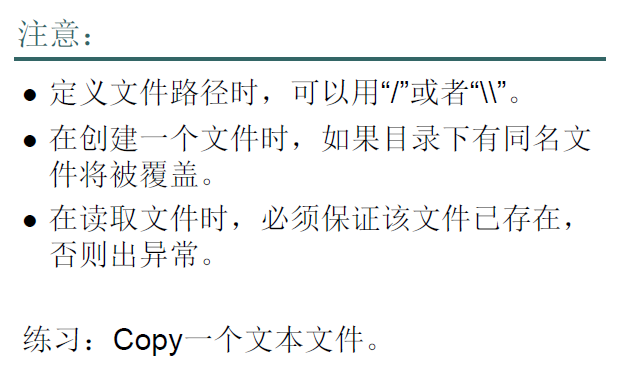 注意：
● 定义文件路径时，可以用“/”或者“\\”。
● 在创建一个文件时，如果目录下有同名文
件将被覆盖。
● 在读取文件时，必须保证该文件已存在，
否则出异常。
练习：Copy一个文本文件。